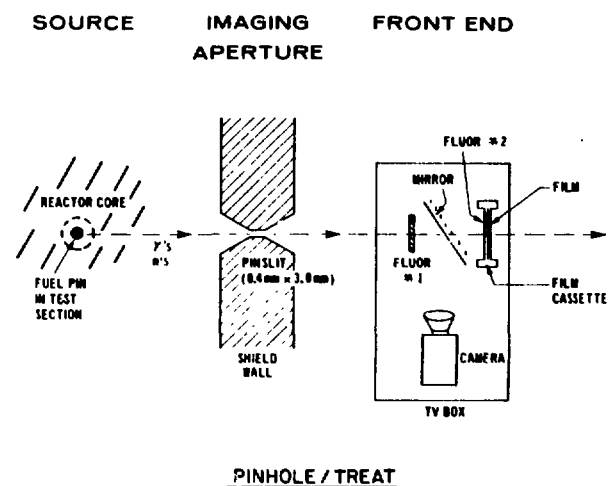 SOURCE
IMAGING
APERTURE
FRONT END
REACTOR CORE
γ's
n's
FUEL PIN
IN TEST
SECTION
PINSLIT
(0.4mm × 3.0mm)
SHIELD
WALL
FLUOR #2
MIRROR
FILM
FLUOR
#1
FILM
CASSETTE
CAMERA
TV BOX
PINHOLE / TREAT